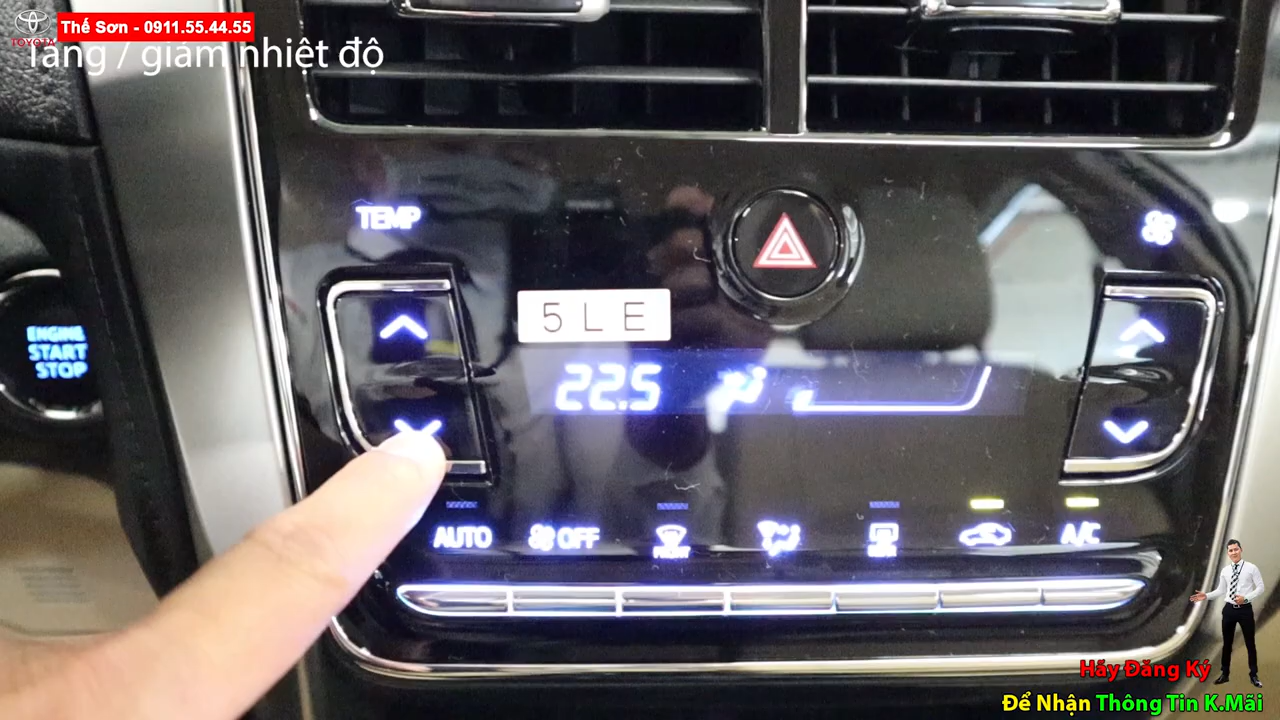 Thế Sơn - 0911.55.44.55
TOYOTA
Tăng / giảm nhiệt độ
TEMP
ENGINE
START
STOP
5 L E
22.5
AUTO
OFF
FRONT
A/C
Hãy Đăng Ký
Để Nhận Thông Tin K.Mãi